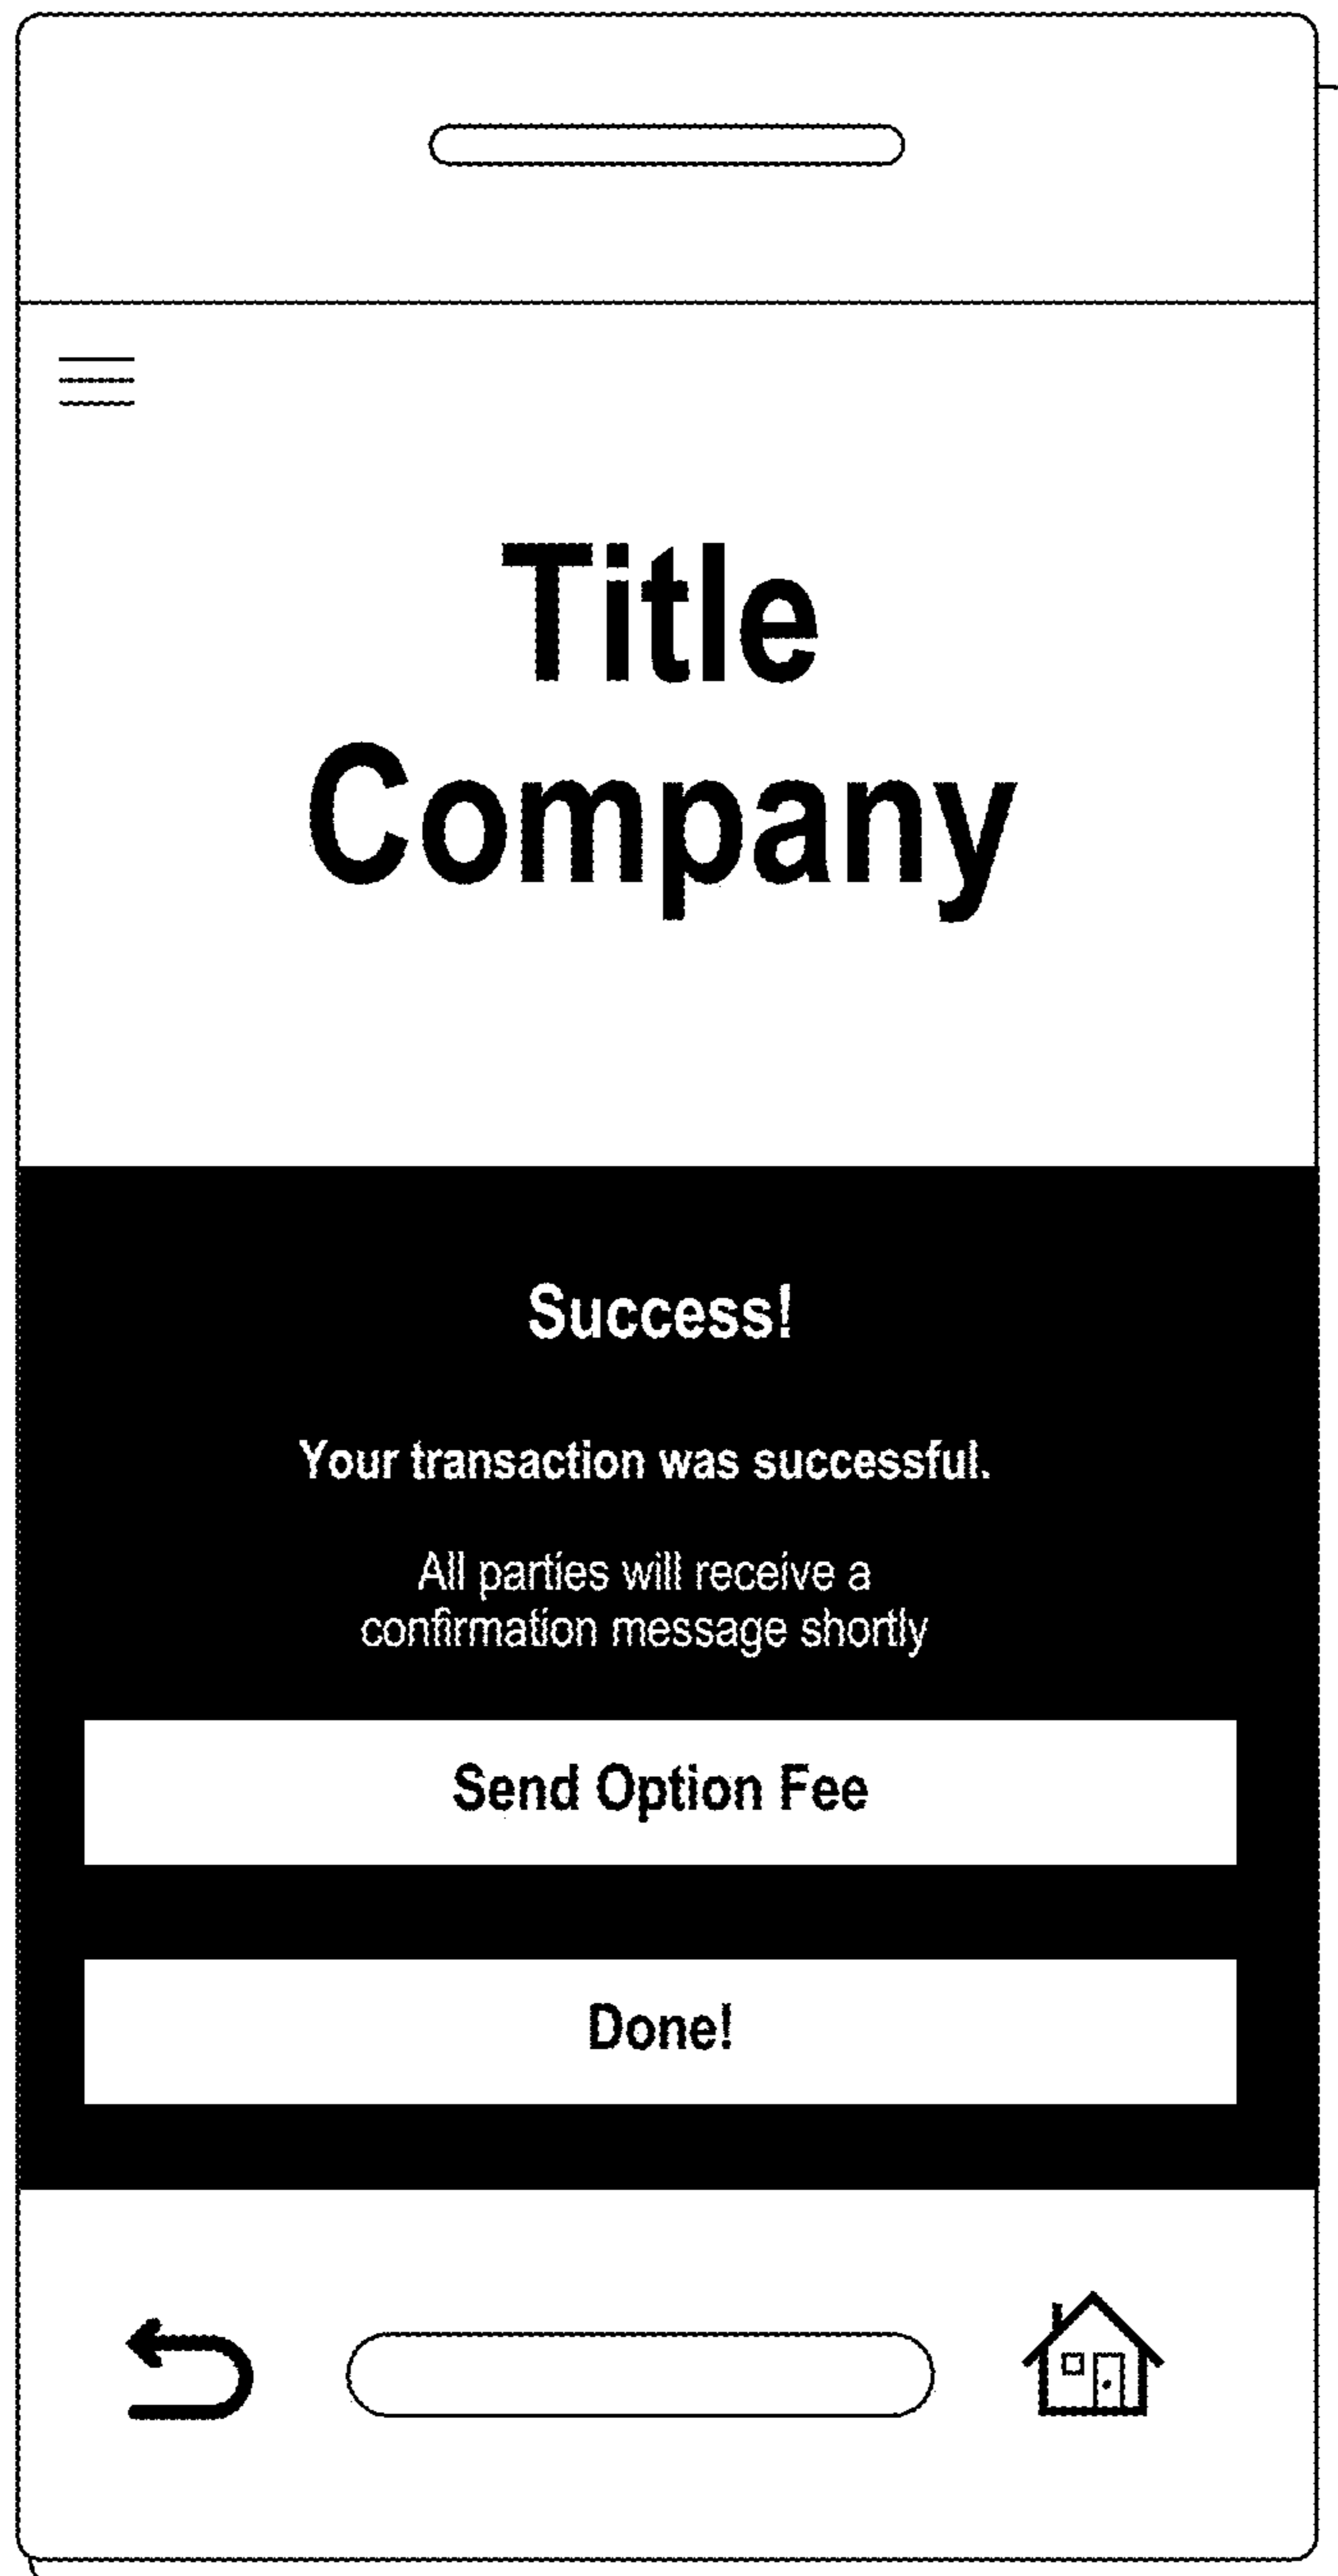 Title
Company
Success!
Your transaction was successful.
All parties will receive a
confirmation message shortly
Send Option Fee
Done!